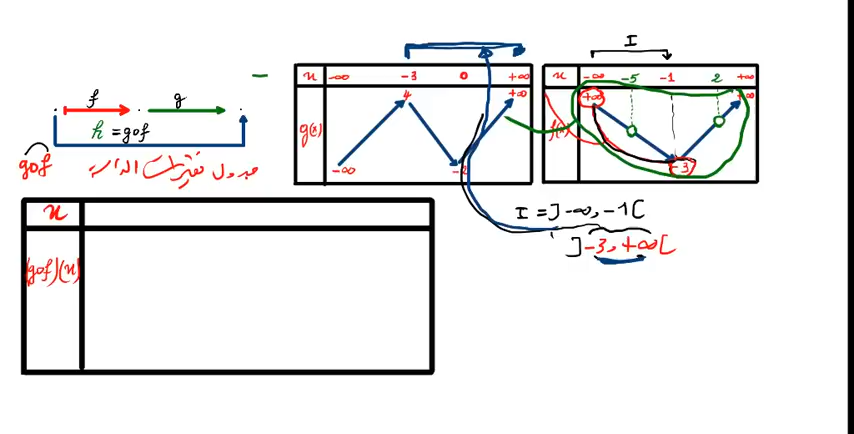 I
x -∞ -3 0 +∞
x -∞ -5 -1 2 +∞
f g
4 +∞
+∞ +∞
h = gof
g(x)
f(x)
gof
جدول تغيرات الدالة
-∞ -2
-3
x
I = ]-∞, -1[
]-3, +∞[
(gof)(x)